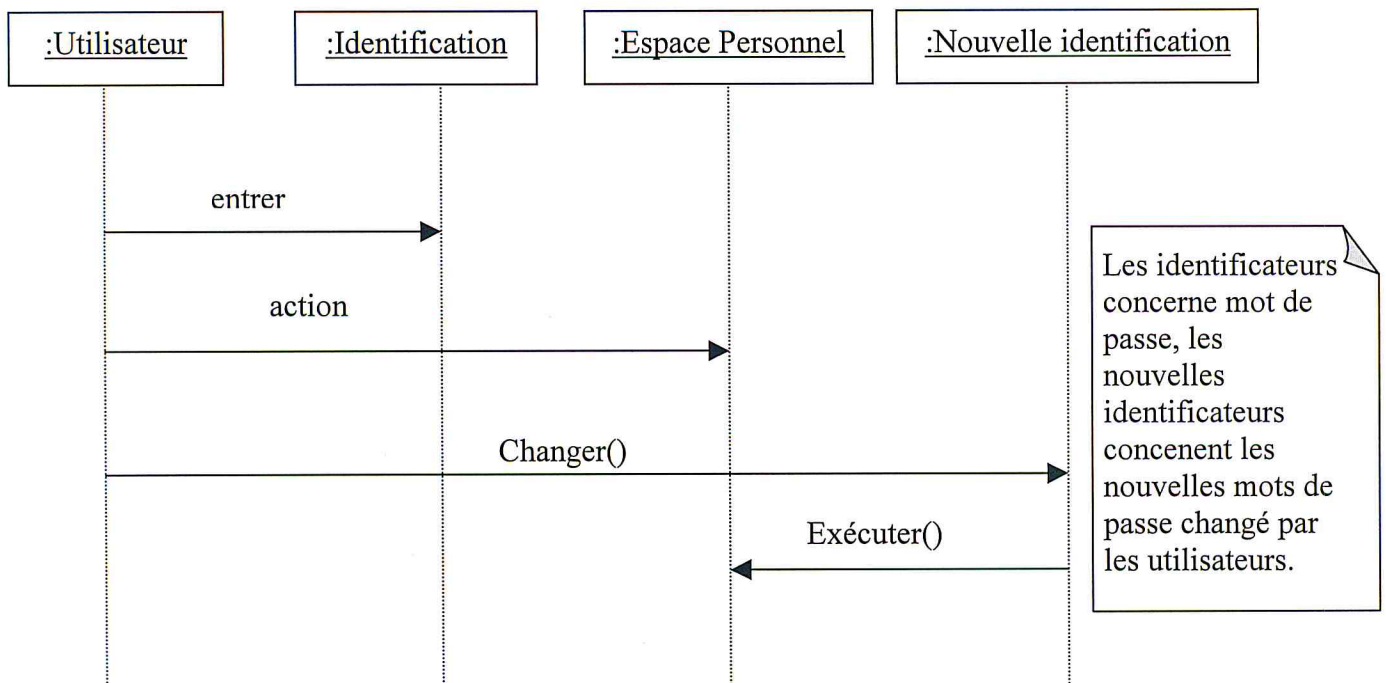 :Utilisateur :Identification :Espace Personnel :Nouvelle identification
entrer
action
Changer()
Exécuter()
Les identificateurs
concerne mot de
passe, les
nouvelles
identificateurs
concenent les
nouvelles mots de
passe changé par
les utilisateurs.